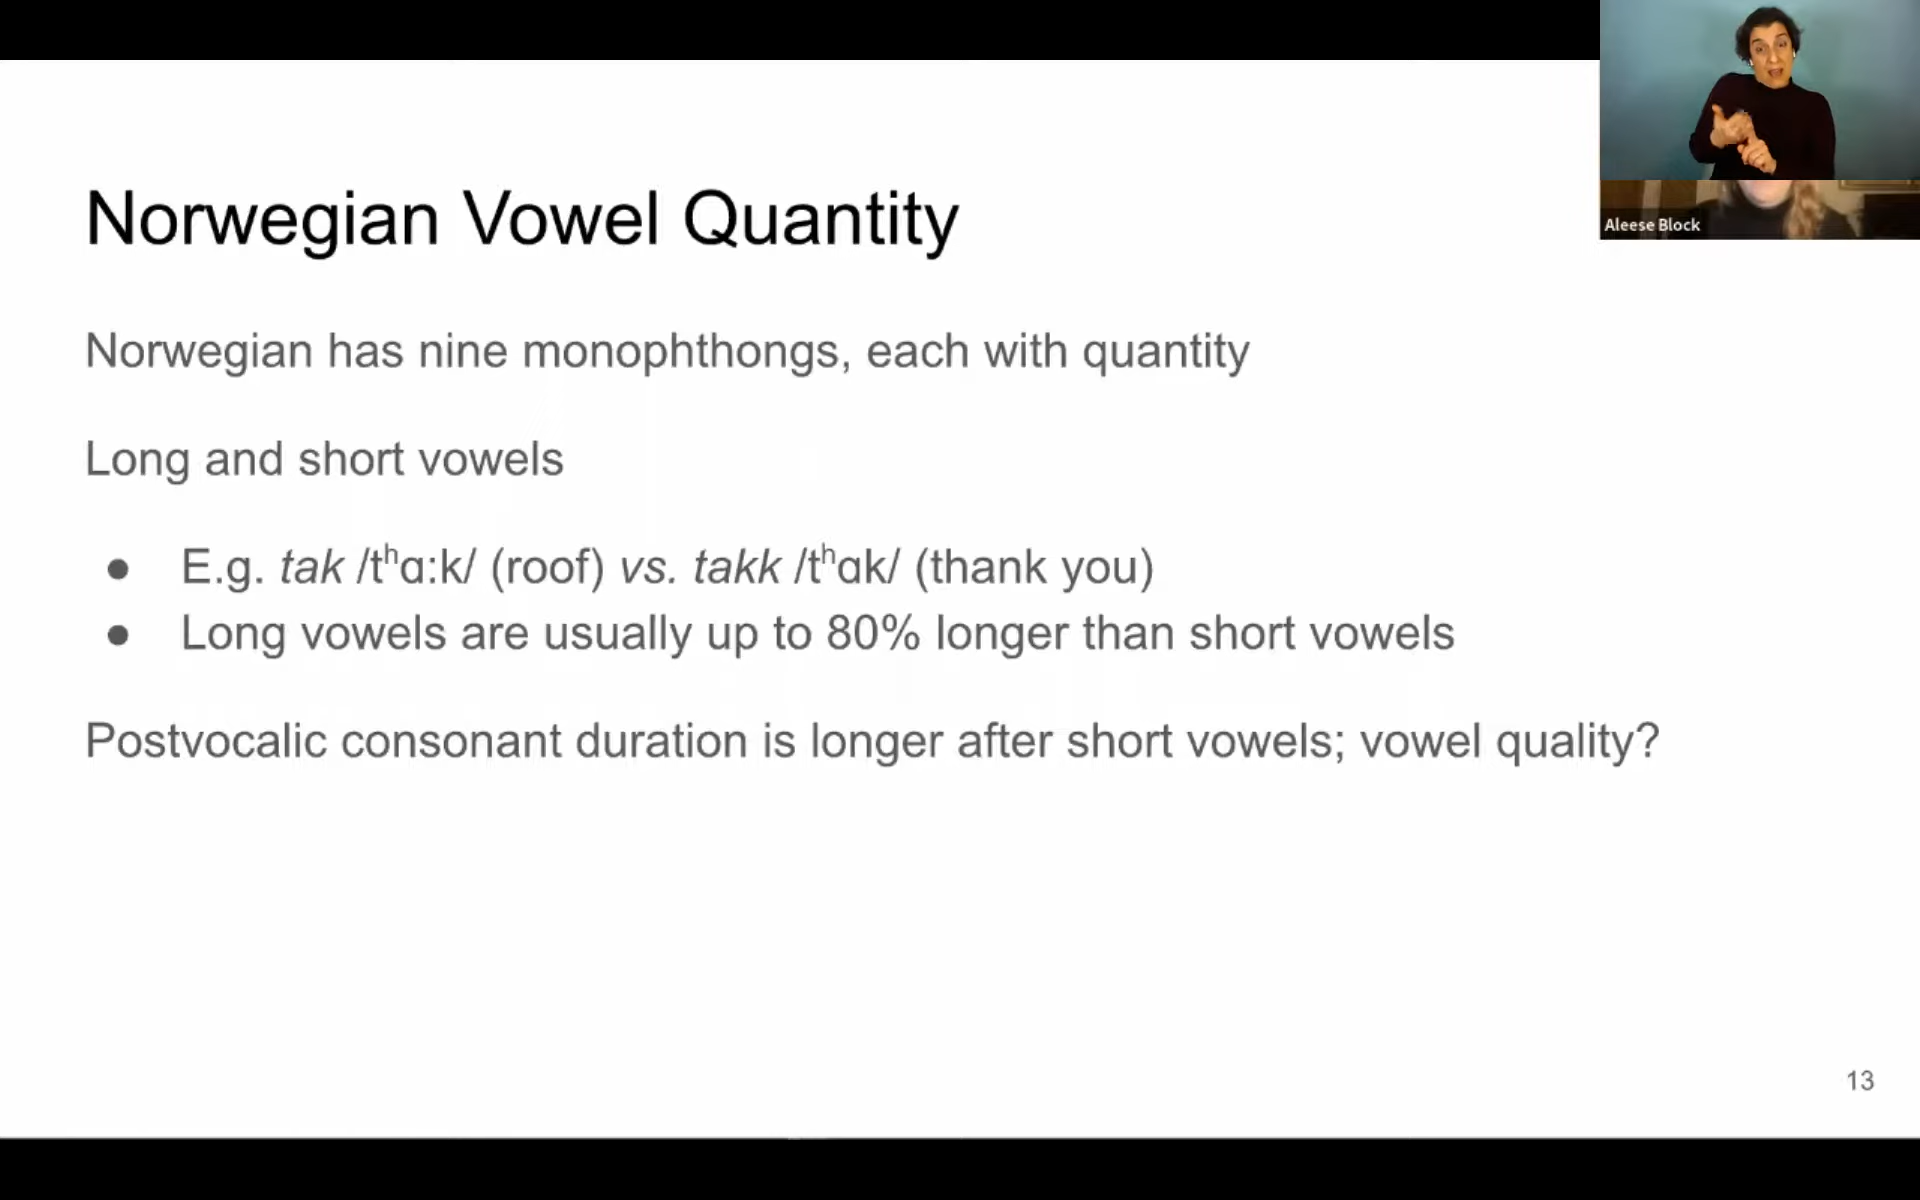 Aleese Block
Norwegian Vowel Quantity
Norwegian has nine monophthongs, each with quantity
Long and short vowels
● E.g. tak /tʰɑ:k/ (roof) vs. takk /tʰɑk/ (thank you)
● Long vowels are usually up to 80% longer than short vowels
Postvocalic consonant duration is longer after short vowels; vowel quality?
13